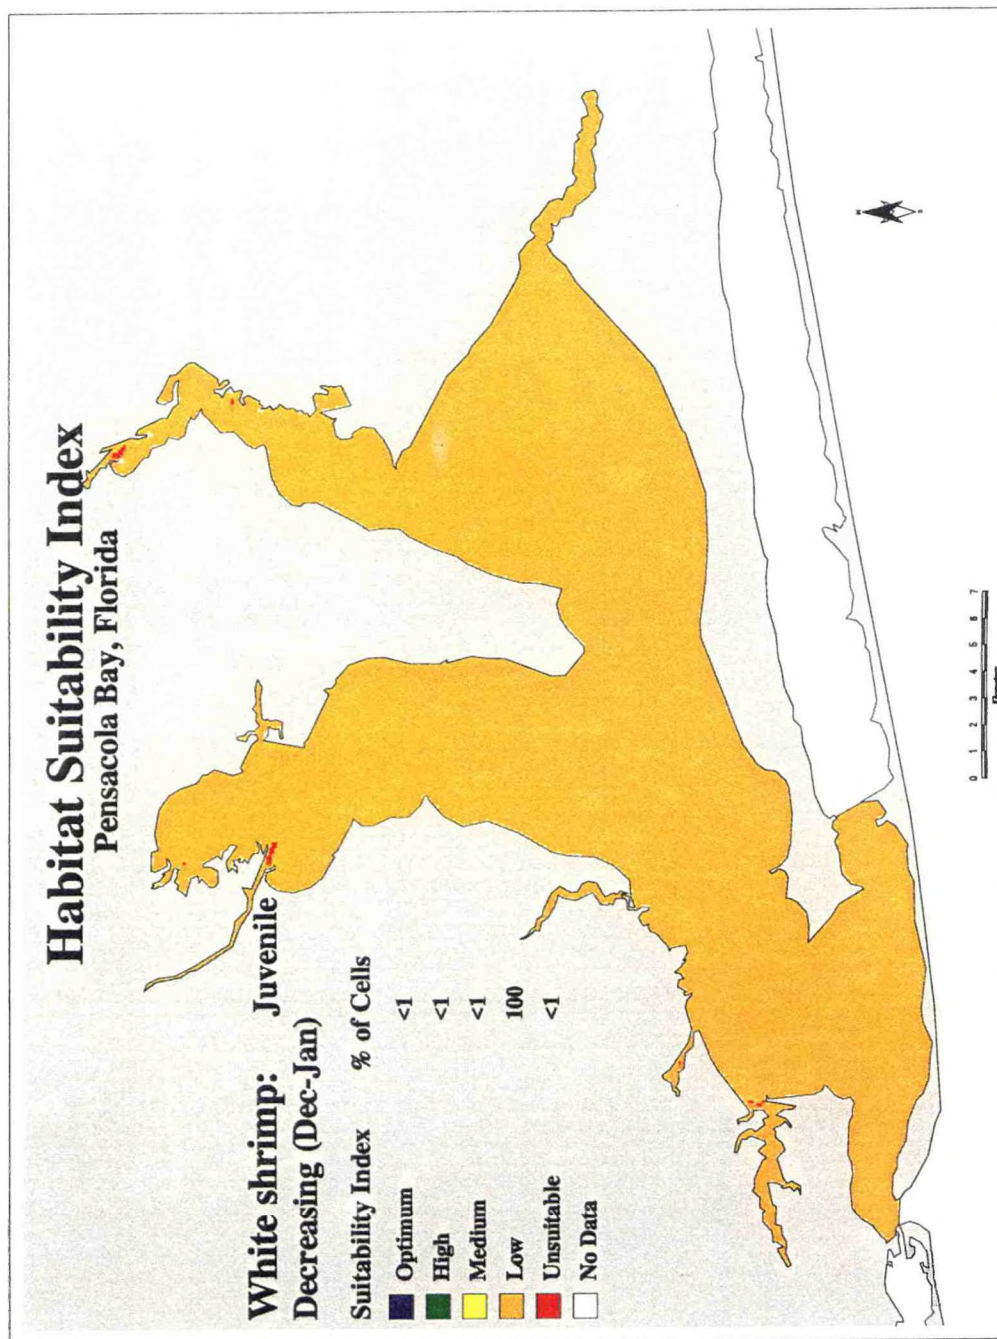 Habitat Suitability Index
Pensacola Bay, Florida
White shrimp: Juvenile
Decreasing (Dec-Jan)
Suitability Index % of Cells
Optimum <1
High <1
Medium <1
Low 100
Unsuitable <1
No Data
N
S
0 1 2 3 4 5 6 7